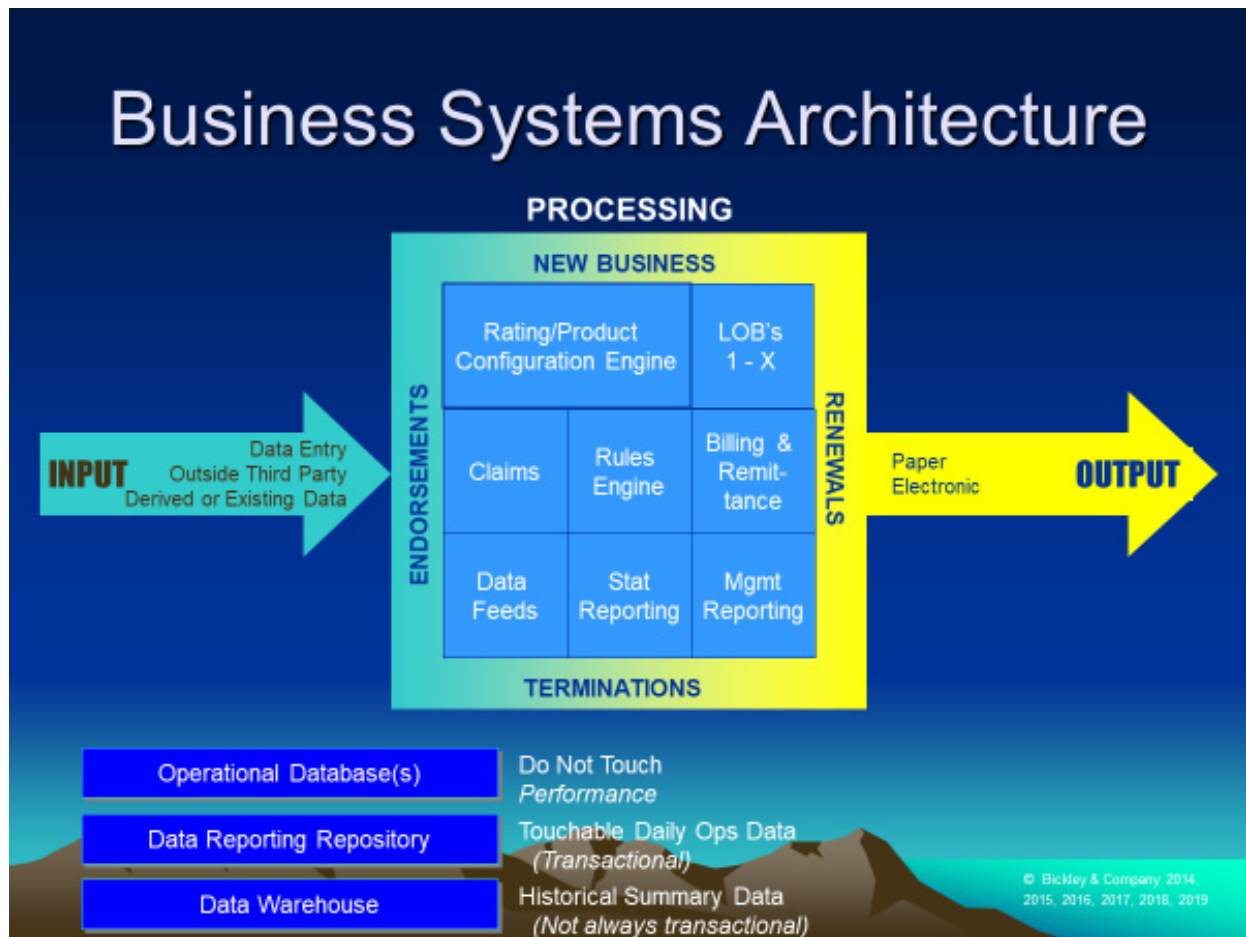 Business Systems Architecture
PROCESSING
NEW BUSINESS
Rating/Product
Configuration Engine
LOB's
1 - X
ENDORSEMENTS
RENEWALS
INPUT
Data Entry
Outside Third Party
Derived or Existing Data
Claims
Rules
Engine
Billing &
Remit-
tance
Paper
Electronic
OUTPUT
Data
Feeds
Stat
Reporting
Mgmt
Reporting
TERMINATIONS
Operational Database(s)
Do Not Touch
Performance
Data Reporting Repository
Touchable Daily Ops Data
(Transactional)
Data Warehouse
Historical Summary Data
(Not always transactional)
© Bickley & Company 2014,
2015, 2016, 2017, 2018, 2019